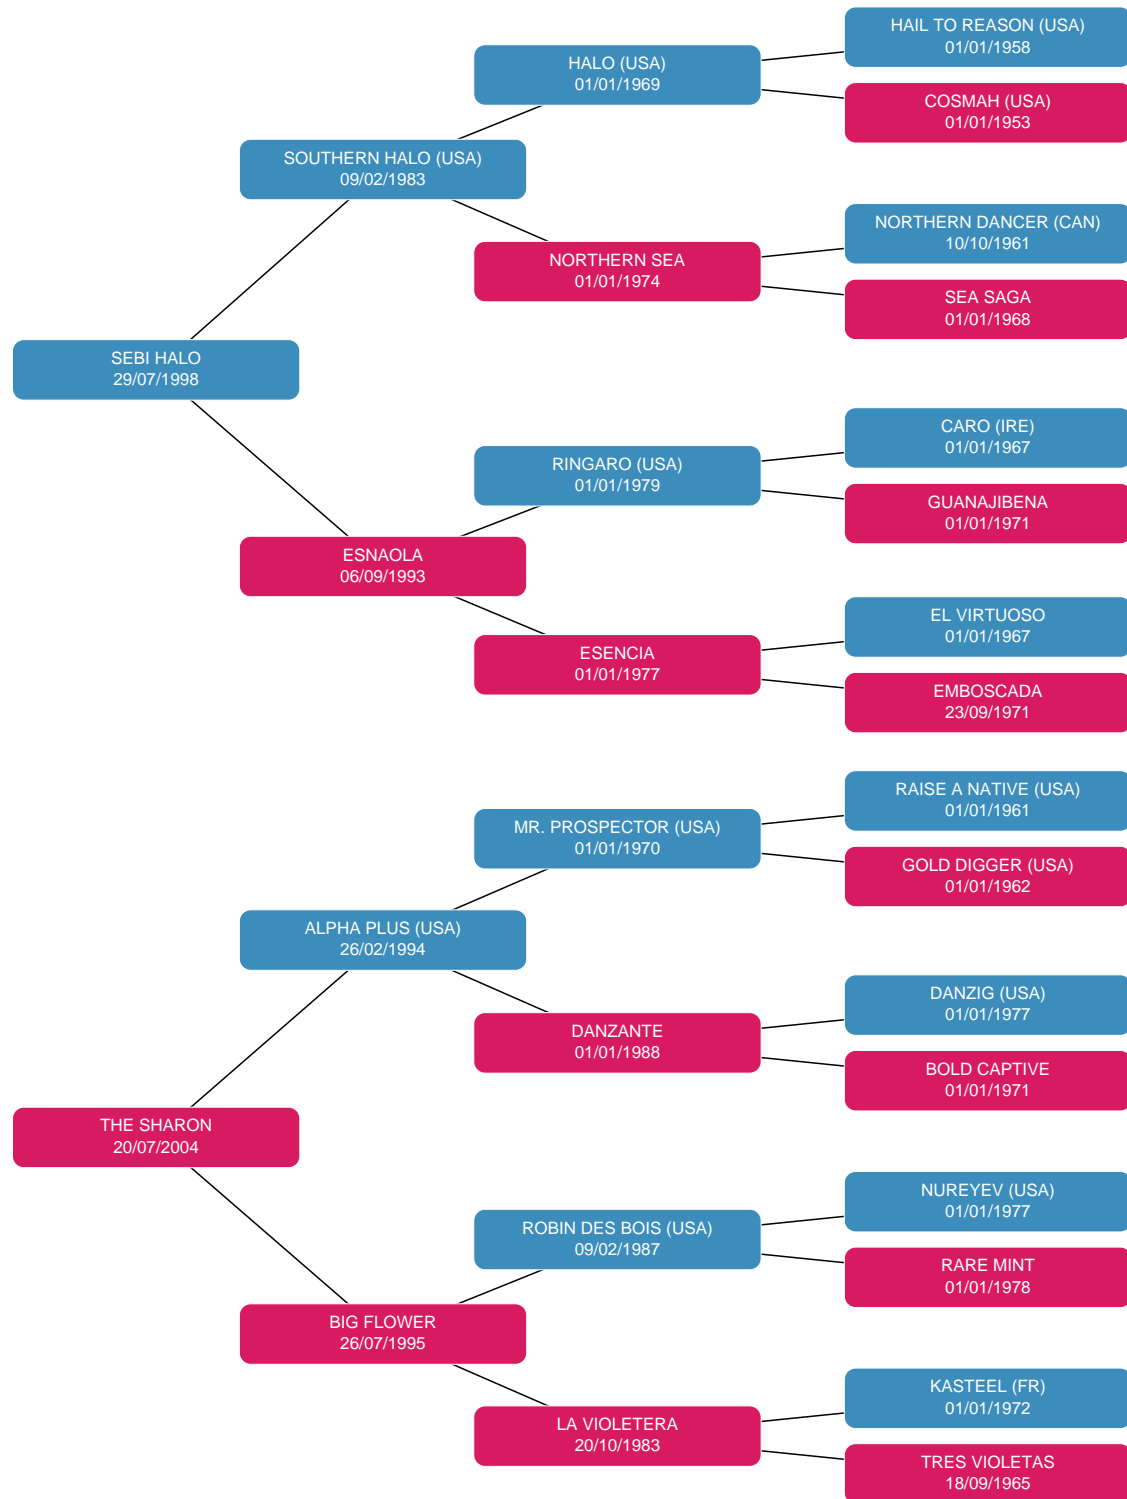 HAIL TO REASON (USA)
01/01/1958
HALO (USA)
01/01/1969
COSMAH (USA)
01/01/1953
SOUTHERN HALO (USA)
09/02/1983
NORTHERN DANCER (CAN)
10/10/1961
NORTHERN SEA
01/01/1974
SEA SAGA
01/01/1968
SEBI HALO
29/07/1998
CARO (IRE)
01/01/1967
RINGARO (USA)
01/01/1979
GUANAJIBENA
01/01/1971
ESNAOLA
06/09/1993
EL VIRTUOSO
01/01/1967
ESENCIA
01/01/1977
EMBOSCADA
23/09/1971
RAISE A NATIVE (USA)
01/01/1961
MR. PROSPECTOR (USA)
01/01/1970
GOLD DIGGER (USA)
01/01/1962
ALPHA PLUS (USA)
26/02/1994
DANZIG (USA)
01/01/1977
DANZANTE
01/01/1988
BOLD CAPTIVE
01/01/1971
THE SHARON
20/07/2004
NUREYEV (USA)
01/01/1977
ROBIN DES BOIS (USA)
09/02/1987
RARE MINT
01/01/1978
BIG FLOWER
26/07/1995
KASTEEL (FR)
01/01/1972
LA VIOLETERA
20/10/1983
TRES VIOLETAS
18/09/1965